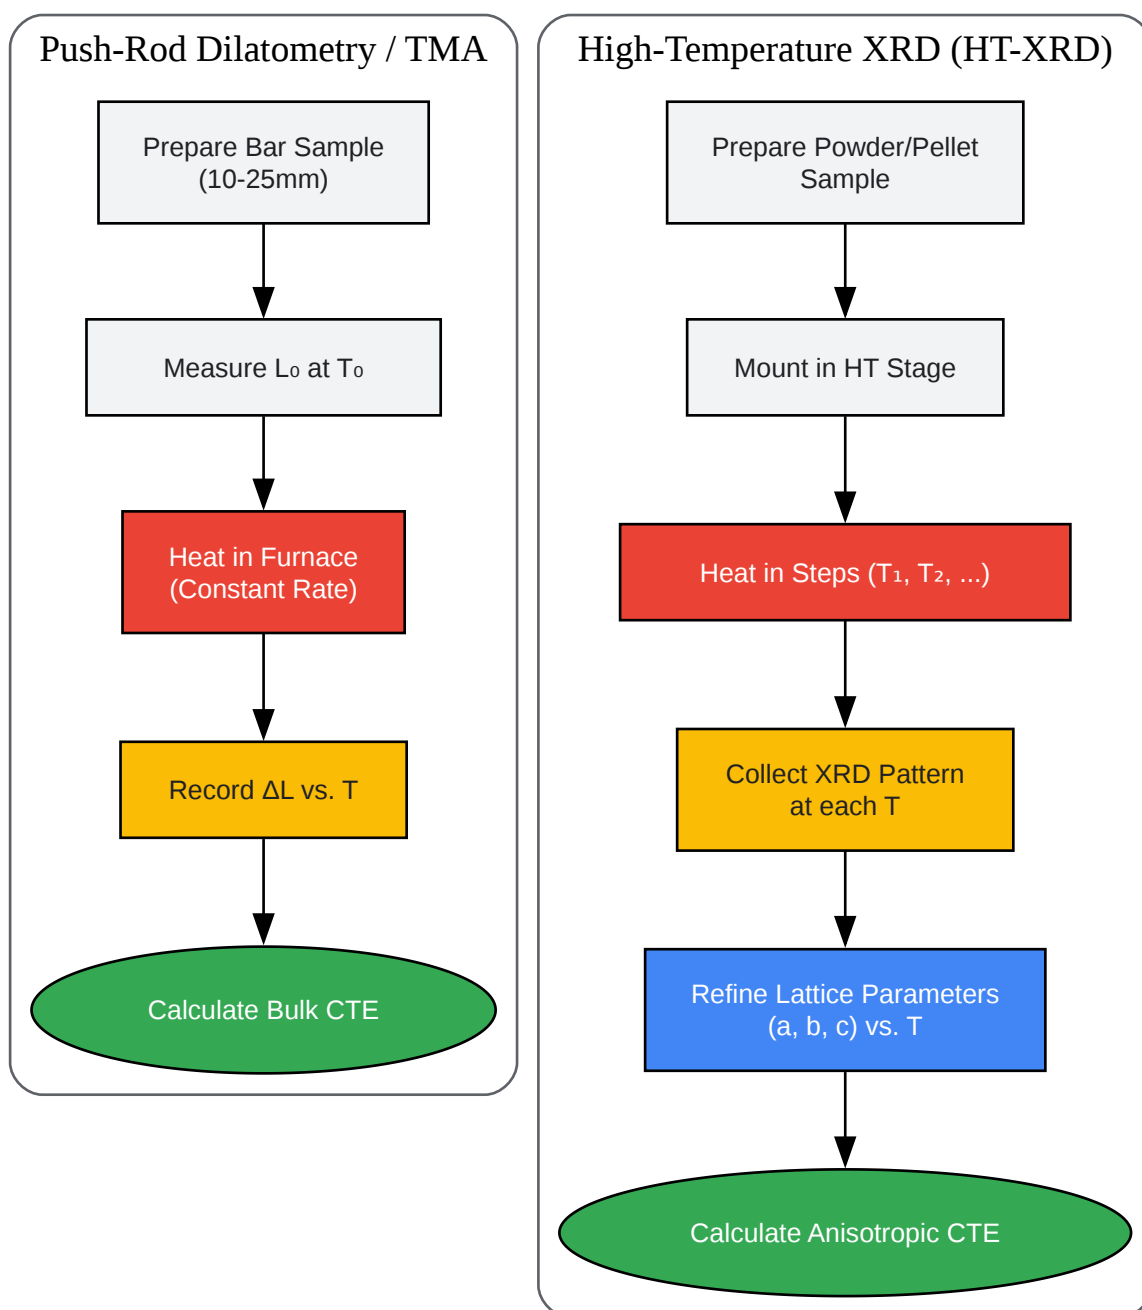 Push-Rod Dilatometry / TMA
Prepare Bar Sample
(10-25mm)
Measure L₀ at T₀
Heat in Furnace
(Constant Rate)
Record ΔL vs. T
Calculate Bulk CTE
High-Temperature XRD (HT-XRD)
Prepare Powder/Pellet
Sample
Mount in HT Stage
Heat in Steps (T₁, T₂, ...)
Collect XRD Pattern
at each T
Refine Lattice Parameters
(a, b, c) vs. T
Calculate Anisotropic CTE